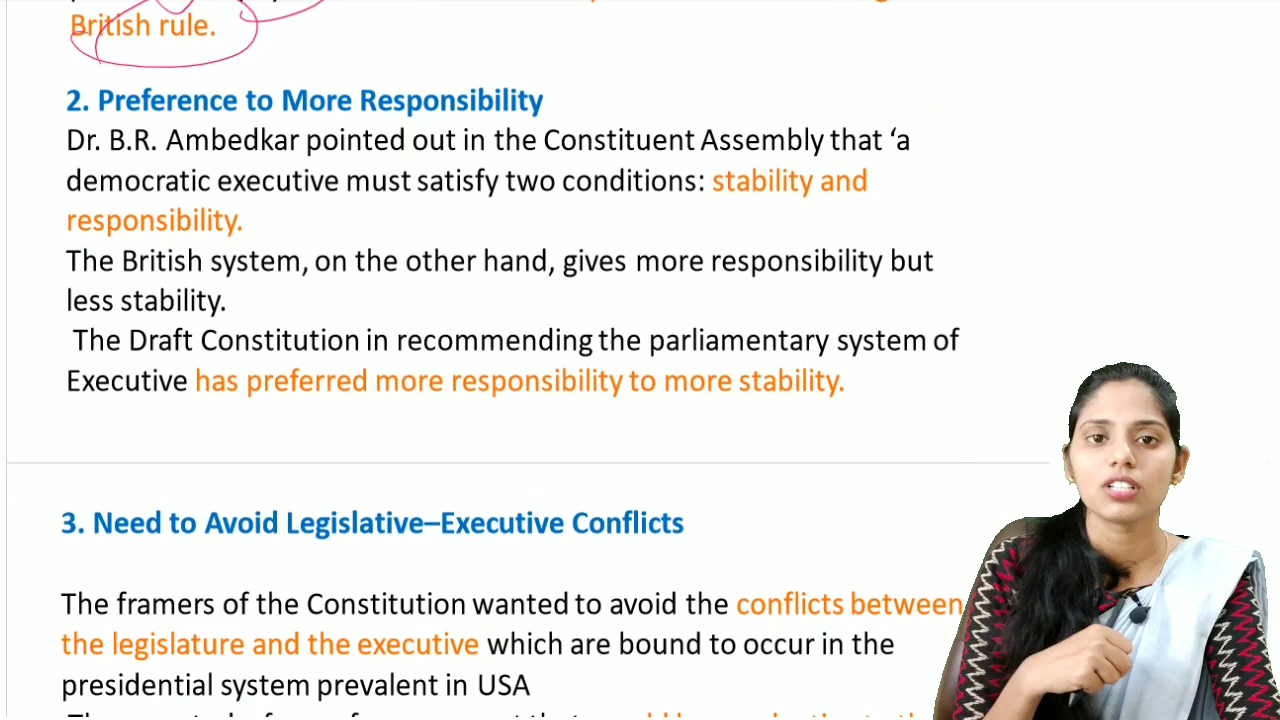 British rule.
2. Preference to More Responsibility
Dr. B.R. Ambedkar pointed out in the Constituent Assembly that ‘a
democratic executive must satisfy two conditions: stability and
responsibility.
The British system, on the other hand, gives more responsibility but
less stability.
The Draft Constitution in recommending the parliamentary system of
Executive has preferred more responsibility to more stability.
3. Need to Avoid Legislative–Executive Conflicts
The framers of the Constitution wanted to avoid the conflicts between
the legislature and the executive which are bound to occur in the
presidential system prevalent in USA